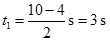 t₁ = (10−4)/2 s = 3 s